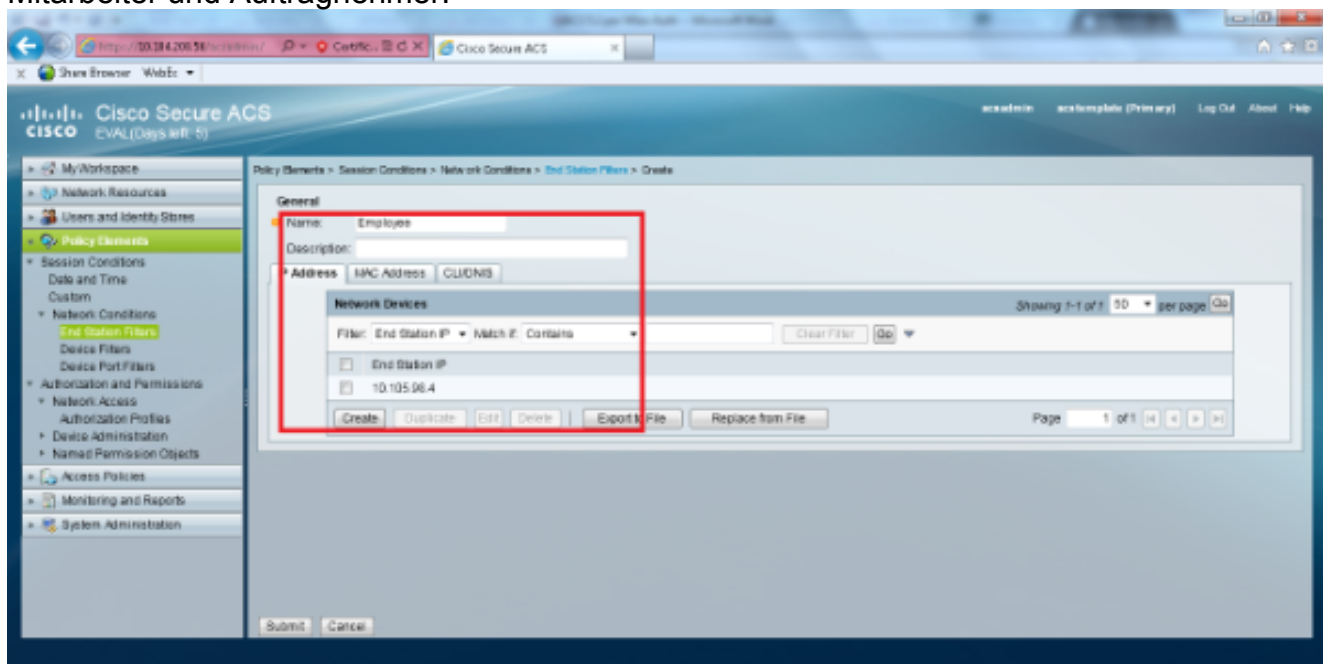 Mitarbeiter und Auftragnehmer.
Certific...
Cisco Secure ACS
Share Browser WebEx
Cisco Secure ACS
CISCO EVAL(Days left: 5)
acsadmin acstemplate (Primary) Log Out About Help
My Workspace
Network Resources
Users and Identity Stores
Policy Elements
Session Conditions
Date and Time
Custom
Network Conditions
End Station Filters
Device Filters
Device Port Filters
Authorization and Permissions
Network Access
Authorization Profiles
Device Administration
Named Permission Objects
Access Policies
Monitoring and Reports
System Administration
Policy Elements > Session Conditions > Network Conditions > End Station Filters > Create
General
Name: Employee
Description:
IP Address MAC Address CLI/DNIS
Network Devices Showing 1-1 of 1 50 per page Go
Filter: End Station IP Match if: Contains Clear Filter Go
End Station IP
10.105.98.4
Create Duplicate Edit Delete | Export to File Replace from File Page 1 of 1
Submit Cancel